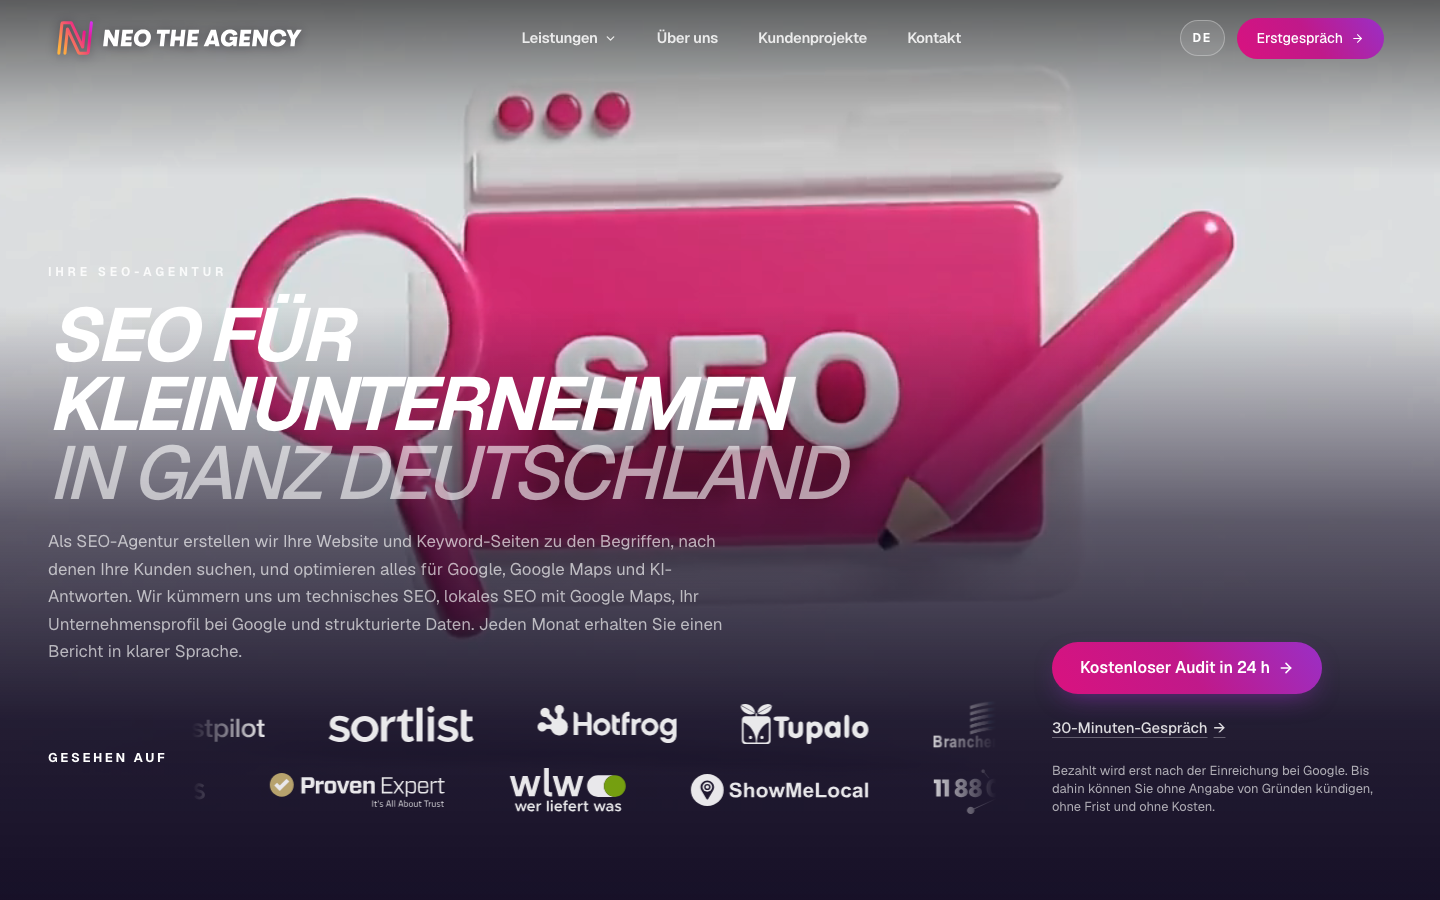 NEO THE AGENCY
Leistungen
Über uns
Kundenprojekte
Kontakt
DE
Erstgespräch →
IHRE SEO-AGENTUR
SEO FÜR
KLEINUNTERNEHMEN
IN GANZ DEUTSCHLAND
SEO
Als SEO-Agentur erstellen wir Ihre Website und Keyword-Seiten zu den Begriffen, nach
denen Ihre Kunden suchen, und optimieren alles für Google, Google Maps und KI-
Antworten. Wir kümmern uns um technisches SEO, lokales SEO mit Google Maps, Ihr
Unternehmensprofil bei Google und strukturierte Daten. Jeden Monat erhalten Sie einen
Bericht in klarer Sprache.
Kostenloser Audit in 24 h →
30-Minuten-Gespräch →
Bezahlt wird erst nach der Einreichung bei Google. Bis
dahin können Sie ohne Angabe von Gründen kündigen,
ohne Frist und ohne Kosten.
GESEHEN AUF
stpilot
sortlist
Hotfrog
Tupalo
Branche
s
Proven Expert
It's All About Trust
wlw
wer liefert was
ShowMeLocal
11 88 0